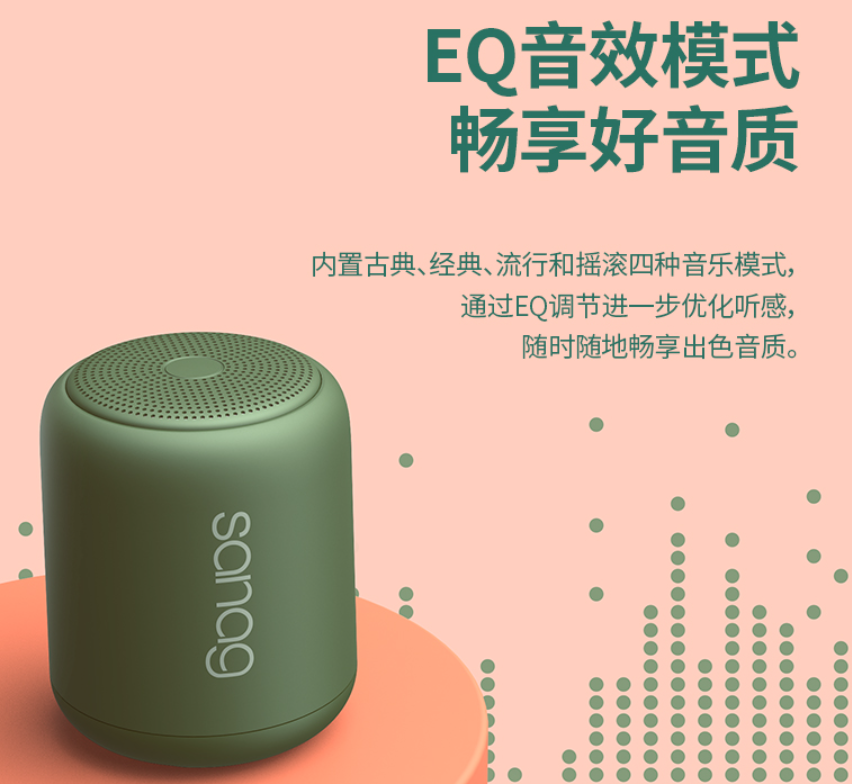 EQ音效模式
畅享好音质
内置古典、经典、流行和摇滚四种音乐模式,
通过EQ调节进一步优化听感,
随时随地畅享出色音质。
sanag